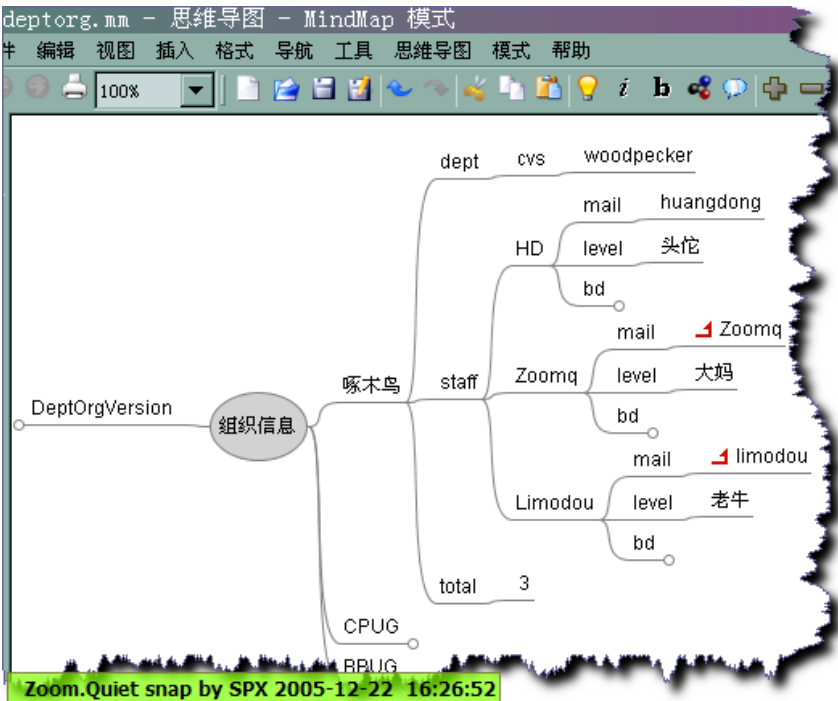 deptorg.mm - 思维导图 - MindMap 模式
件 编辑 视图 插入 格式 导航 工具 思维导图 模式 帮助
100% i b
dept cvs woodpecker
mail huangdong
HD level 头佗
bd
mail Zoomq
啄木鸟 staff Zoomq level 大妈
DeptOrgVersion 组织信息
bd
mail limodou
Limodou level 老牛
bd
total 3
CPUG
BPUG
Zoom.Quiet snap by SPX 2005-12-22 16:26:52